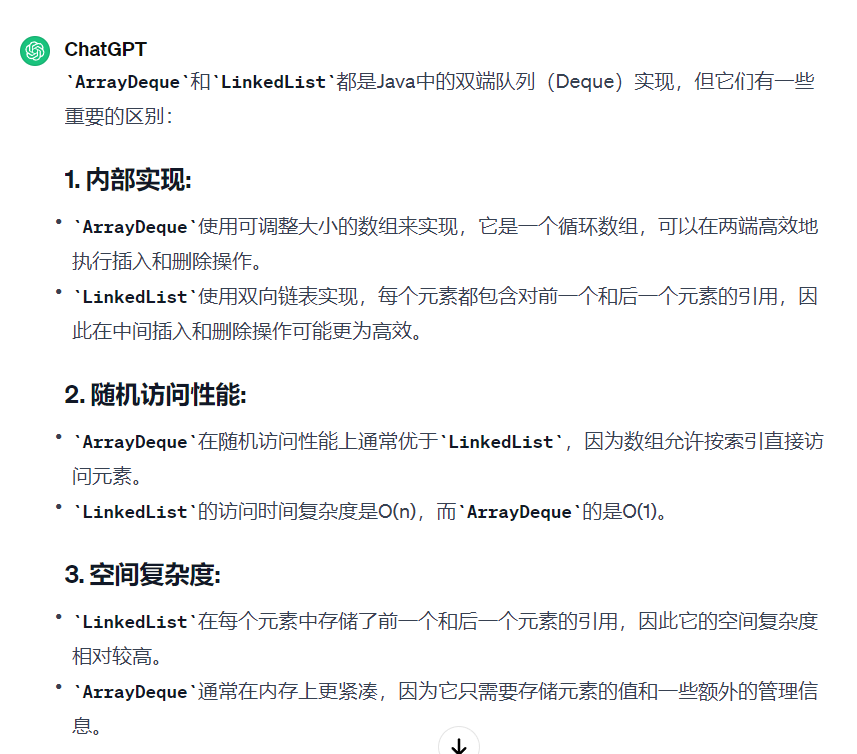 ChatGPT
`ArrayDeque`和`LinkedList`都是Java中的双端队列（Deque）实现，但它们有一些
重要的区别：
1. 内部实现:
• `ArrayDeque`使用可调整大小的数组来实现，它是一个循环数组，可以在两端高效地
执行插入和删除操作。
• `LinkedList`使用双向链表实现，每个元素都包含对前一个和后一个元素的引用，因
此在中间插入和删除操作可能更为高效。
2. 随机访问性能:
• `ArrayDeque`在随机访问性能上通常优于`LinkedList`，因为数组允许按索引直接访
问元素。
• `LinkedList`的访问时间复杂度是O(n)，而`ArrayDeque`的是O(1)。
3. 空间复杂度:
• `LinkedList`在每个元素中存储了前一个和后一个元素的引用，因此它的空间复杂度
相对较高。
• `ArrayDeque`通常在内存上更紧凑，因为它只需要存储元素的值和一些额外的管理信
息。